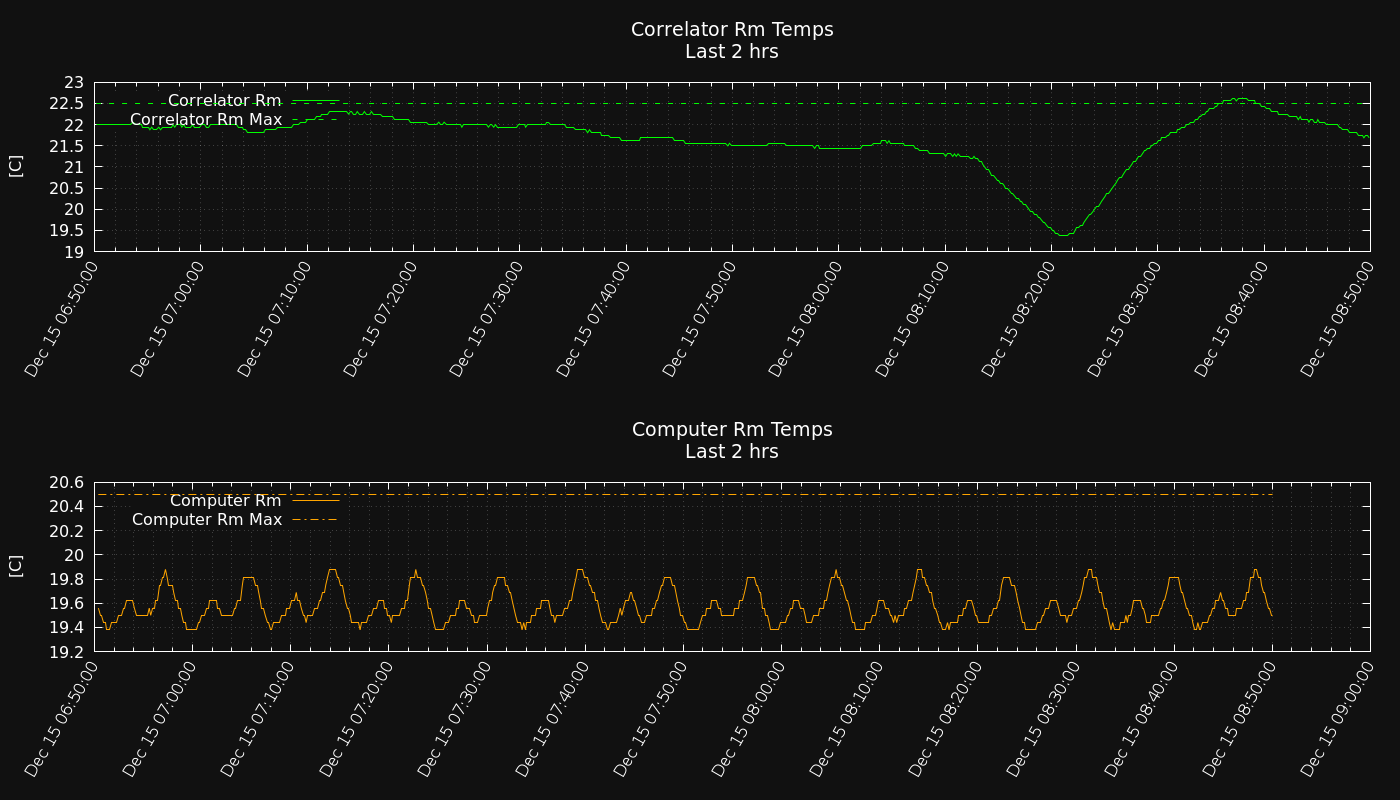 Correlator Rm Temps
Last 2 hrs
23
22.5
22
21.5
21
20.5
20
19.5
19
[C]
Correlator Rm
Correlator Rm Max
Dec 15 06:50:00
Dec 15 07:00:00
Dec 15 07:10:00
Dec 15 07:20:00
Dec 15 07:30:00
Dec 15 07:40:00
Dec 15 07:50:00
Dec 15 08:00:00
Dec 15 08:10:00
Dec 15 08:20:00
Dec 15 08:30:00
Dec 15 08:40:00
Dec 15 08:50:00
Computer Rm Temps
Last 2 hrs
20.6
20.4
20.2
20
19.8
19.6
19.4
19.2
[C]
Computer Rm
Computer Rm Max
Dec 15 06:50:00
Dec 15 07:00:00
Dec 15 07:10:00
Dec 15 07:20:00
Dec 15 07:30:00
Dec 15 07:40:00
Dec 15 07:50:00
Dec 15 08:00:00
Dec 15 08:10:00
Dec 15 08:20:00
Dec 15 08:30:00
Dec 15 08:40:00
Dec 15 08:50:00
Dec 15 09:00:00